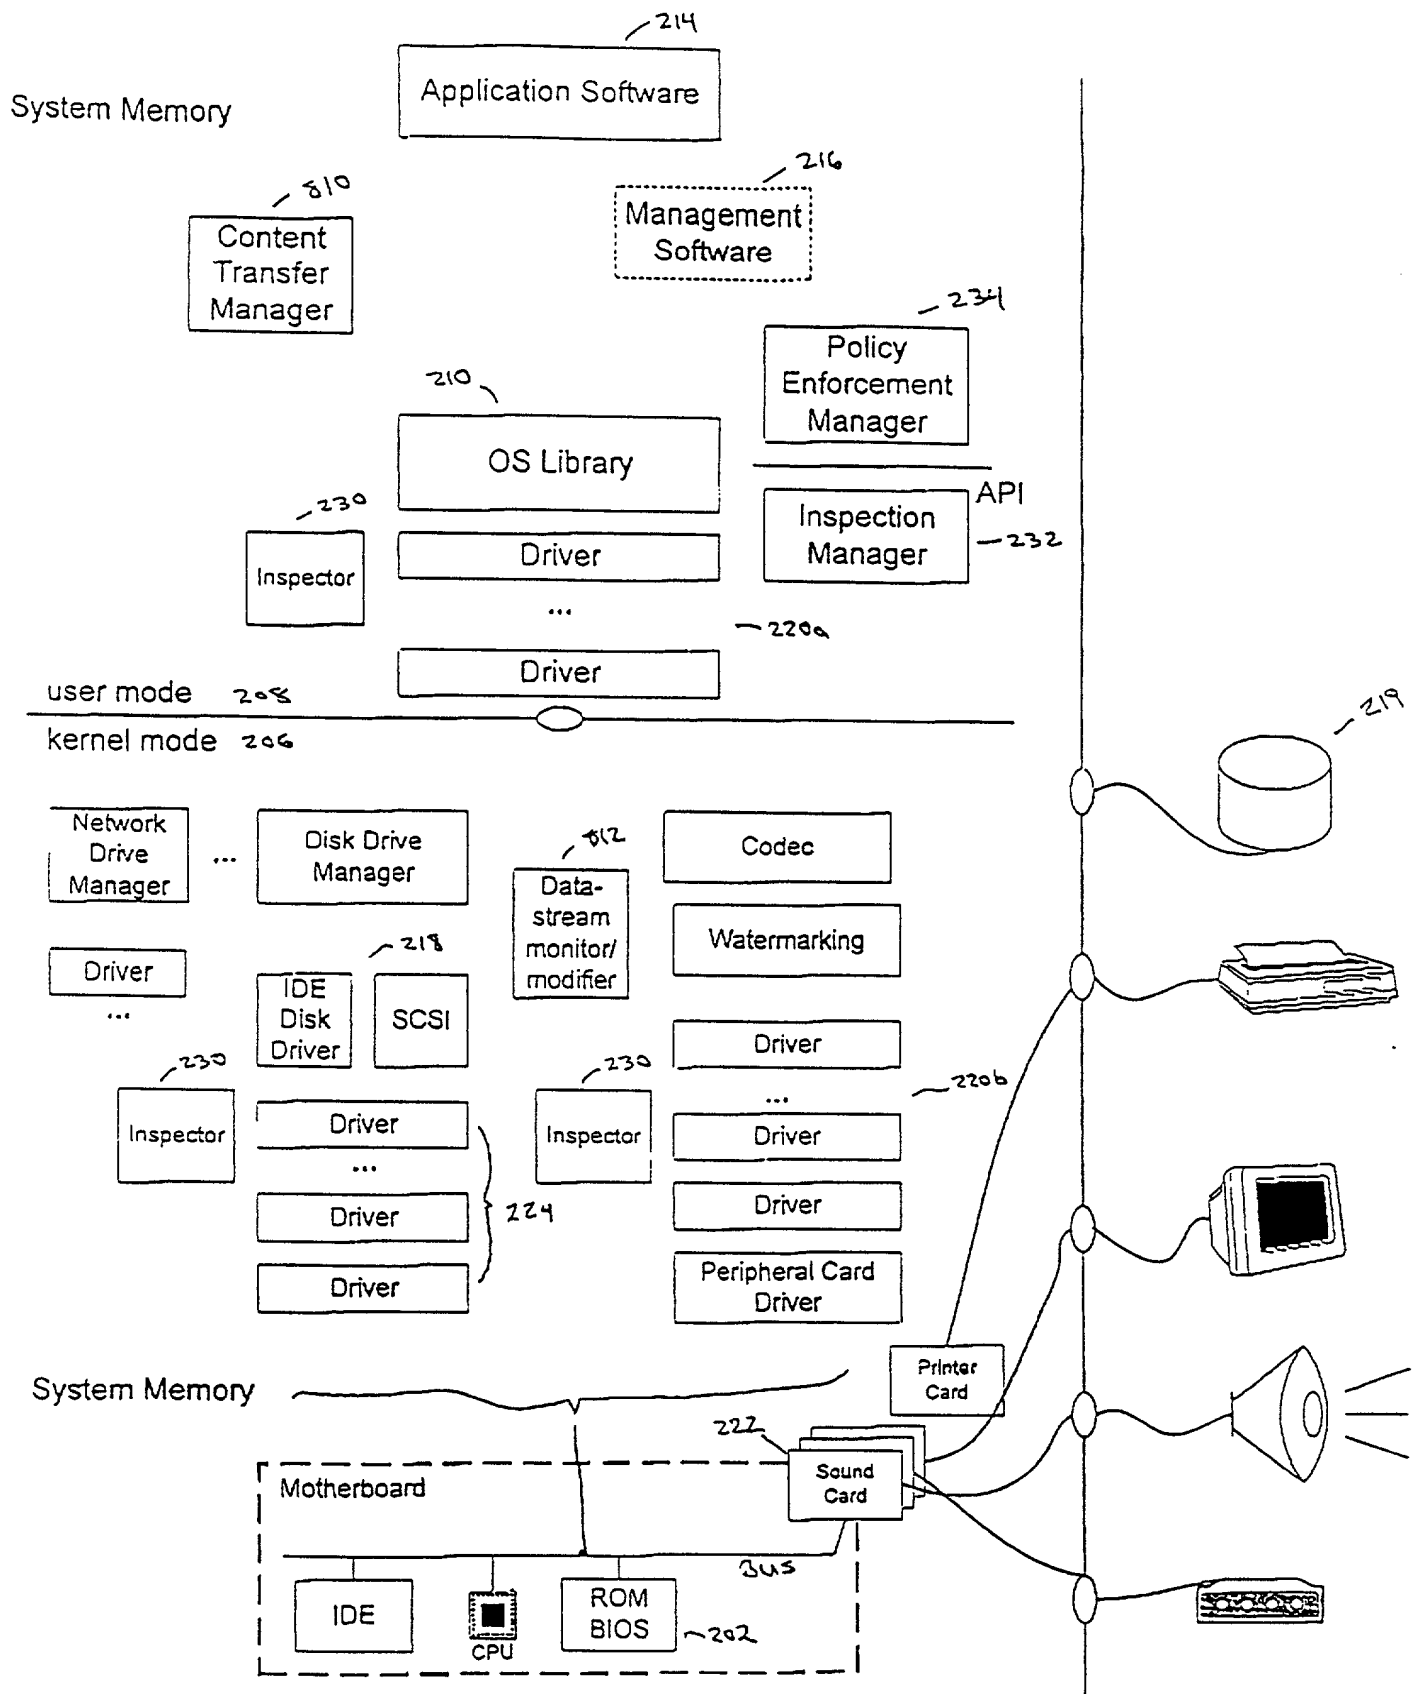 214
Application Software
System Memory
216
810
Management
Software
Content
Transfer
Manager
234
Policy
Enforcement
Manager
210
OS Library
API
230
Inspection
Manager
232
Driver
Inspector
...
220a
Driver
user mode 208
kernel mode 206
219
Network
Drive
Manager
...
Disk Drive
Manager
812
Codec
Data-
stream
monitor/
modifier
Watermarking
218
Driver
...
IDE
Disk
Driver
SCSI
Driver
230
230
220b
...
Inspector
Driver
Inspector
Driver
...
224
Driver
Driver
Driver
Peripheral Card
Driver
Printer
Card
System Memory
222
Sound
Card
Motherboard
Bus
IDE
CPU
ROM
BIOS
202